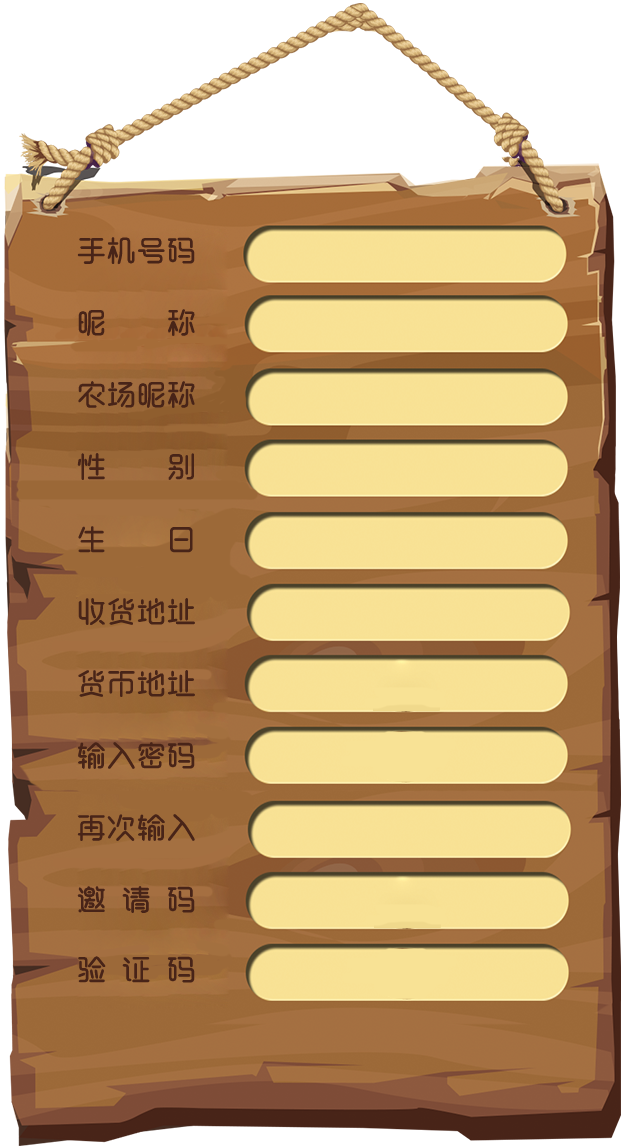 手机号码
昵 称
农场昵称
性 别
生 日
收货地址
货币地址
输入密码
再次输入
邀 请 码
验 证 码